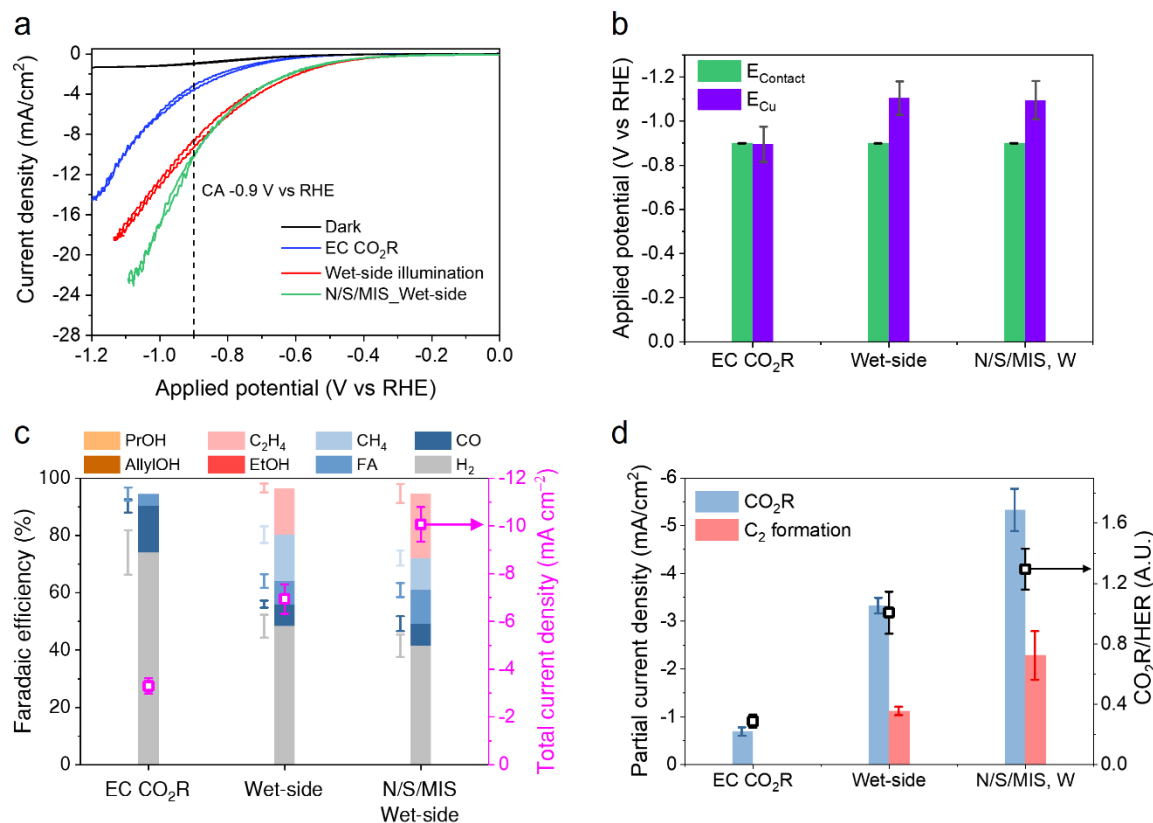 a
Current density (mA/cm²)
0
-4
-8
-12
-16
-20
-24
-28
CA -0.9 V vs RHE
Dark
EC CO₂R
Wet-side illumination
N/S/MIS_Wet-side
-1.2
-1.0
-0.8
-0.6
-0.4
-0.2
0.0
Applied potential (V vs RHE)
b
Applied potential (V vs RHE)
-1.2
-1.0
-0.8
-0.6
-0.4
-0.2
0.0
E_Contact
E_Cu
EC CO₂R
Wet-side
N/S/MIS, W
c
PrOH
C₂H₄
CH₄
CO
AllylOH
EtOH
FA
H₂
Faradaic efficiency (%)
100
80
60
40
20
0
-12
-10
-8
-6
-4
-2
0
Total current density (mA cm⁻²)
EC CO₂R
Wet-side
N/S/MIS
Wet-side
d
Partial current density (mA/cm²)
-6
-5
-4
-3
-2
-1
0
CO₂R
C₂ formation
1.6
1.2
0.8
0.4
0.0
CO₂R/HER (A.U.)
EC CO₂R
Wet-side
N/S/MIS, W